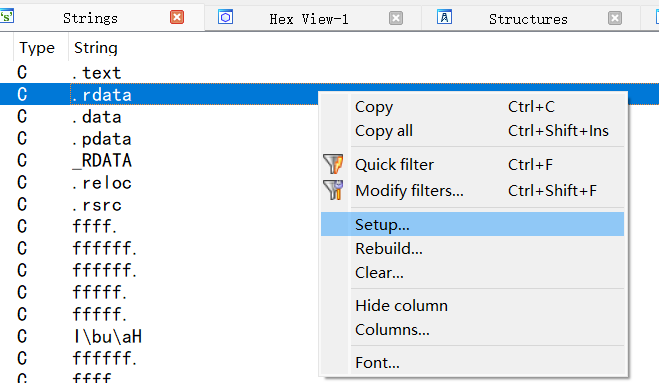 Strings Hex View-1 Structures
Type String
C .text
C .rdata
C .data
C .pdata
C _RDATA
C .reloc
C .rsrc
C ffff.
C ffffff.
C ffffff.
C fffff.
C fffff.
C l\bu\aH
C ffffff.
C ffff
Copy Ctrl+C
Copy all Ctrl+Shift+Ins
Quick filter Ctrl+F
Modify filters... Ctrl+Shift+F
Setup...
Rebuild...
Clear...
Hide column
Columns...
Font...